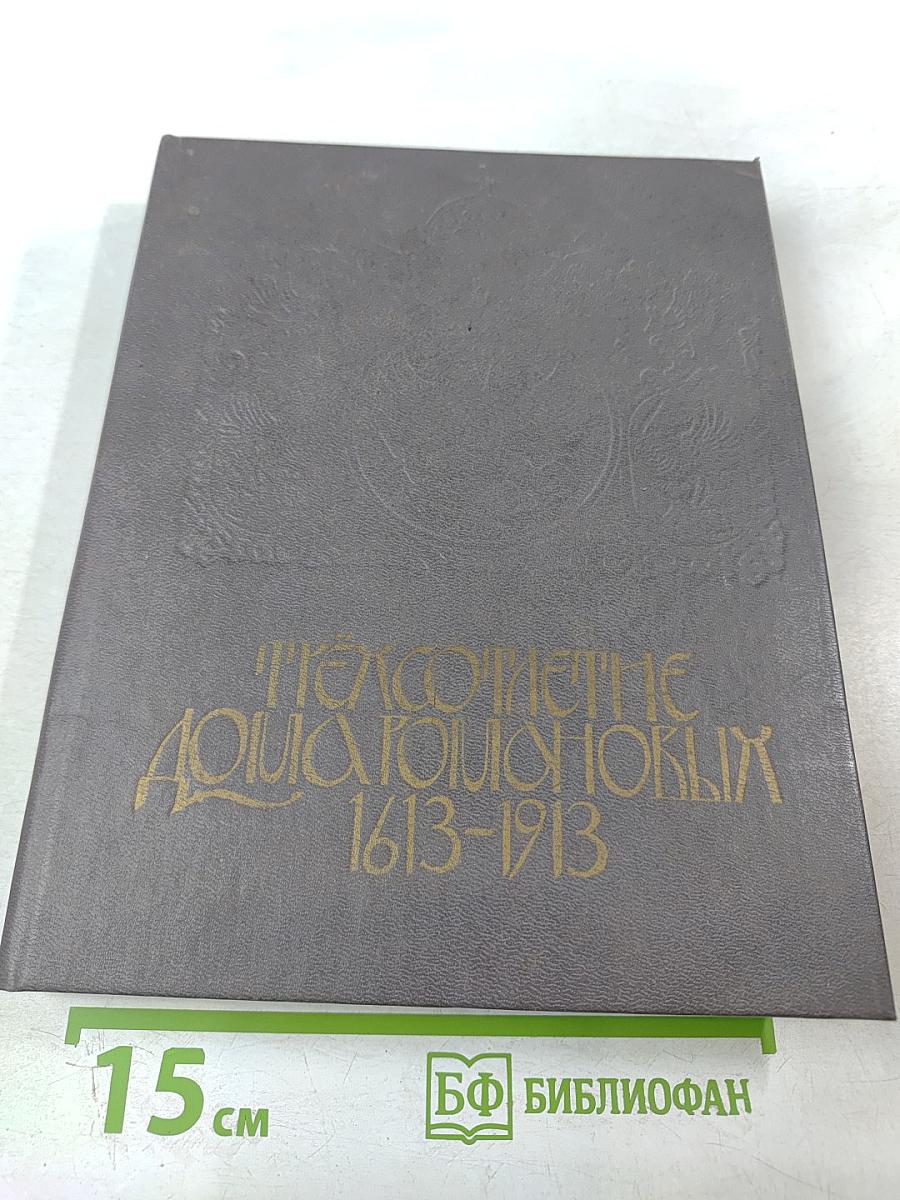 ТРЁХСОТЛЕТИЕ
ДОМА РОМАНОВЫХ
1613-1913
15 см
БФ БИБЛИОФАН